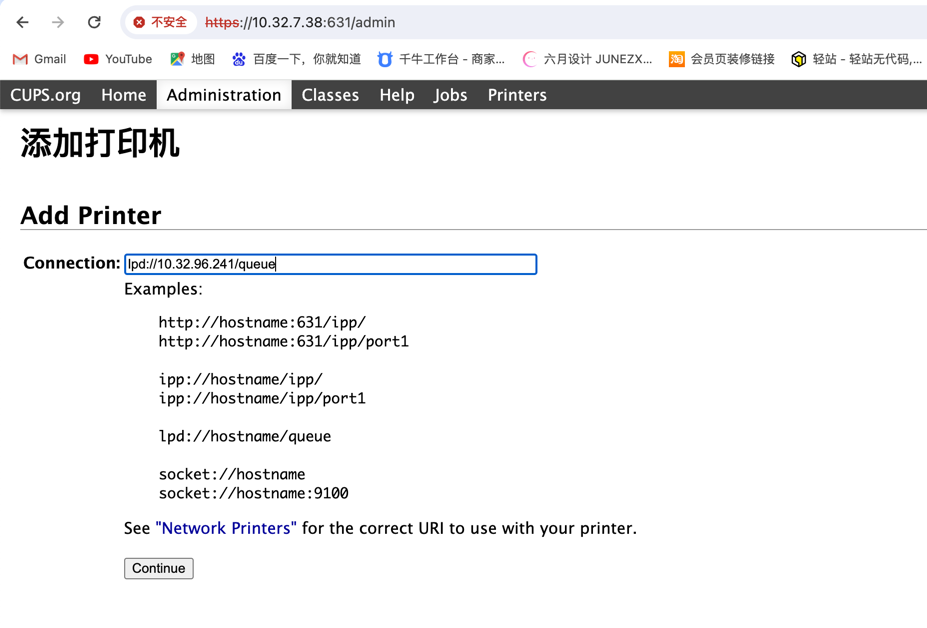 不安全 https://10.32.7.38:631/admin
Gmail YouTube 地图 百度一下，你就知道 千牛工作台 - 商家... 六月设计 JUNEZX... 淘 会员页装修链接 轻站 - 轻站无代码,...
CUPS.org Home Administration Classes Help Jobs Printers
添加打印机
Add Printer
Connection: lpd://10.32.96.241/queue
Examples:
http://hostname:631/ipp/
http://hostname:631/ipp/port1
ipp://hostname/ipp/
ipp://hostname/ipp/port1
lpd://hostname/queue
socket://hostname
socket://hostname:9100
See "Network Printers" for the correct URI to use with your printer.
Continue